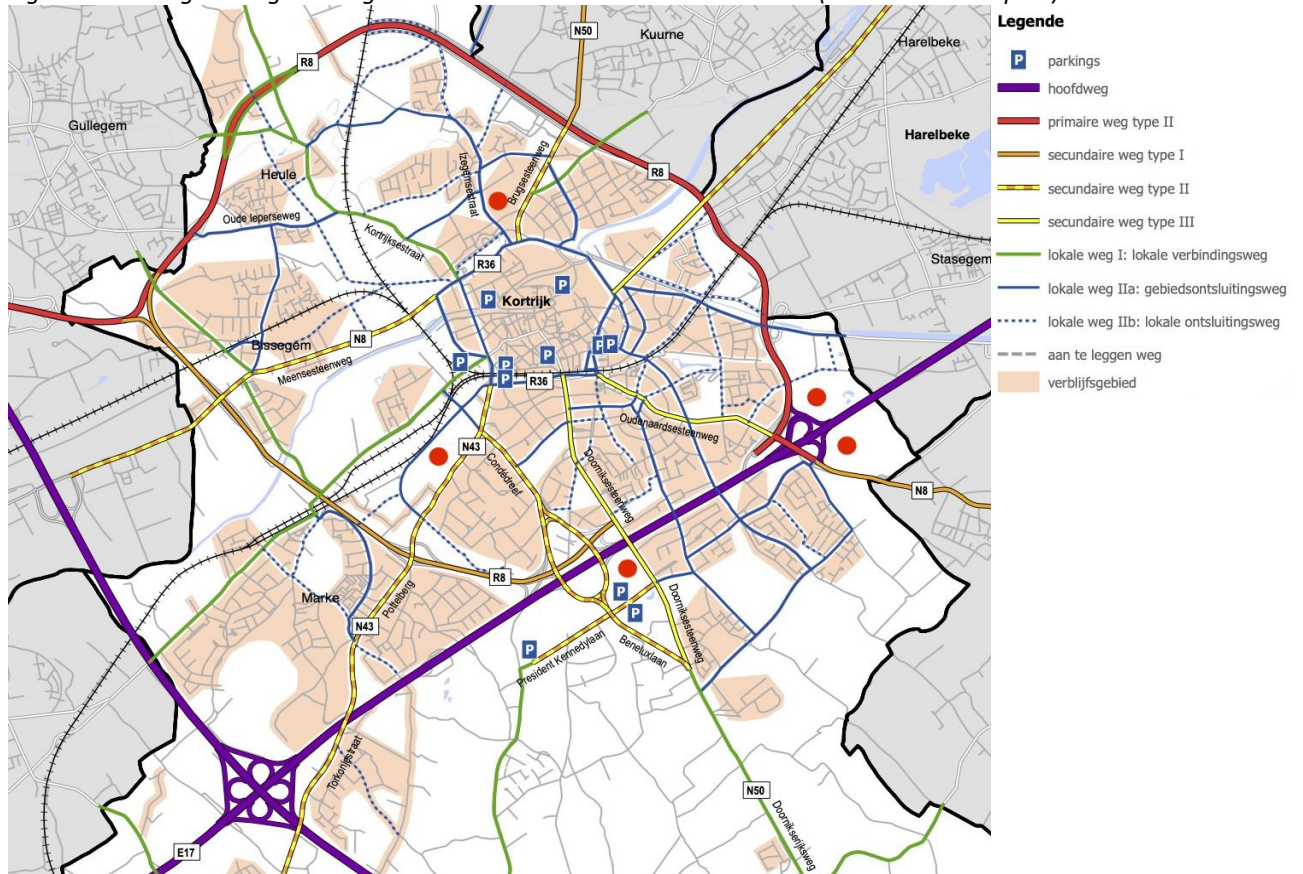 N50
Kuurne
Harelbeke
R8
Gullegem
Harelbeke
Izegemsestraat
Brugsesteenweg
R8
Heule
Oude Ieperseweg
Kortrijksestraat
Stasegem
R36
P
P
Kortrijk
N8
Bissegem
Meensesteenweg
P
P
P
P
P
P
R36
Oudenaardsesteenweg
N43
Condédreef
Doorniksesteenweg
N8
R8
Marke
Pottelberg
P
P
N43
P
President Kennedylaan
Beneluxlaan
Doorniksesteenweg
Torkonjestraat
N50
Doornikserijksweg
E17
Legende
P parkings
hoofdweg
primaire weg type II
secundaire weg type I
secundaire weg type II
secundaire weg type III
lokale weg I: lokale verbindingsweg
lokale weg IIa: gebiedsontsluitingsweg
lokale weg IIb: lokale ontsluitingsweg
aan te leggen weg
verblijfsgebied